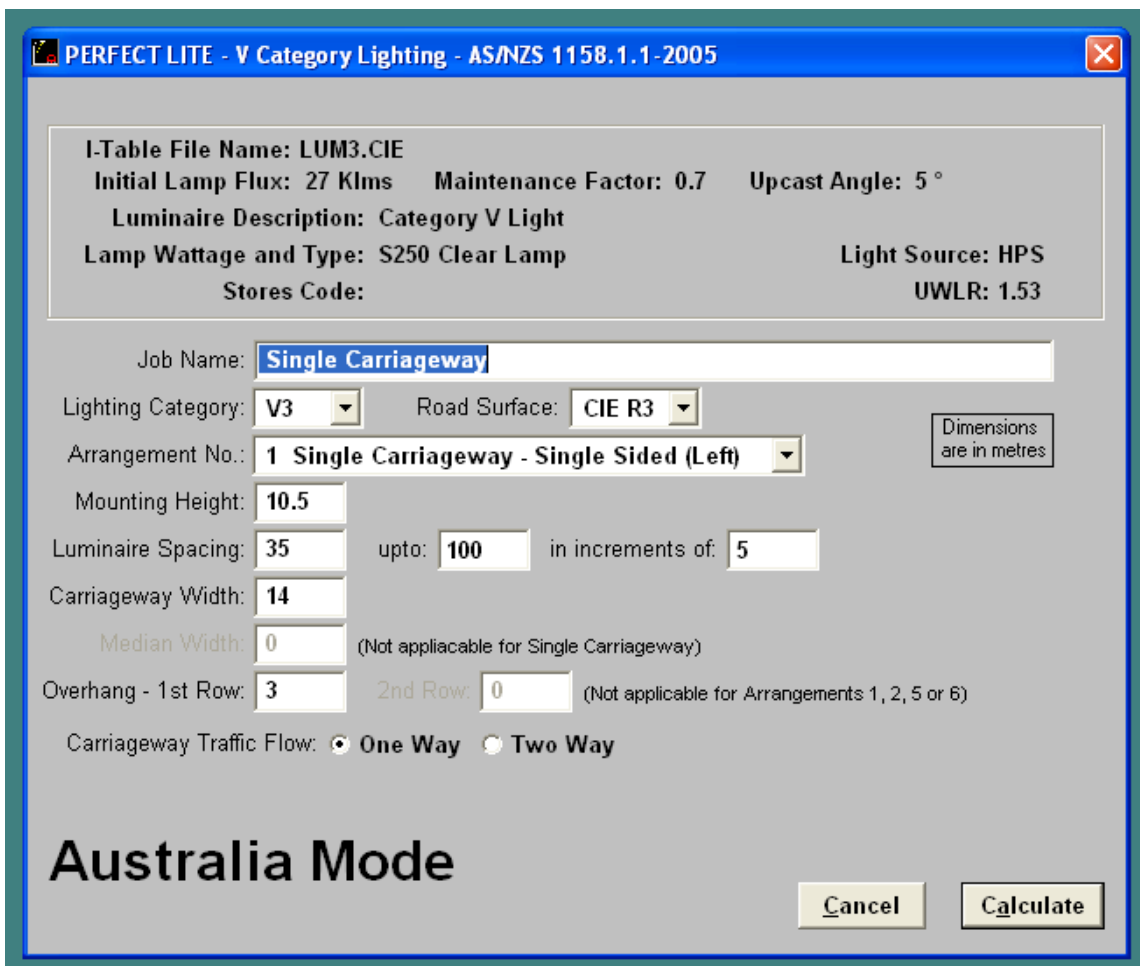 PERFECT LITE - V Category Lighting - AS/NZS 1158.1.1-2005
I-Table File Name: LUM3.CIE
Initial Lamp Flux: 27 Klms Maintenance Factor: 0.7 Upcast Angle: 5 °
Luminaire Description: Category V Light
Lamp Wattage and Type: S250 Clear Lamp Light Source: HPS
Stores Code: UWLR: 1.53
Job Name: Single Carriageway
Lighting Category: V3 Road Surface: CIE R3
Dimensions
are in metres
Arrangement No.: 1 Single Carriageway - Single Sided (Left)
Mounting Height: 10.5
Luminaire Spacing: 35 upto: 100 in increments of: 5
Carriageway Width: 14
Median Width: 0 (Not appliacable for Single Carriageway)
Overhang - 1st Row: 3 2nd Row: 0 (Not applicable for Arrangements 1, 2, 5 or 6)
Carriageway Traffic Flow: One Way Two Way
Australia Mode
Cancel Calculate